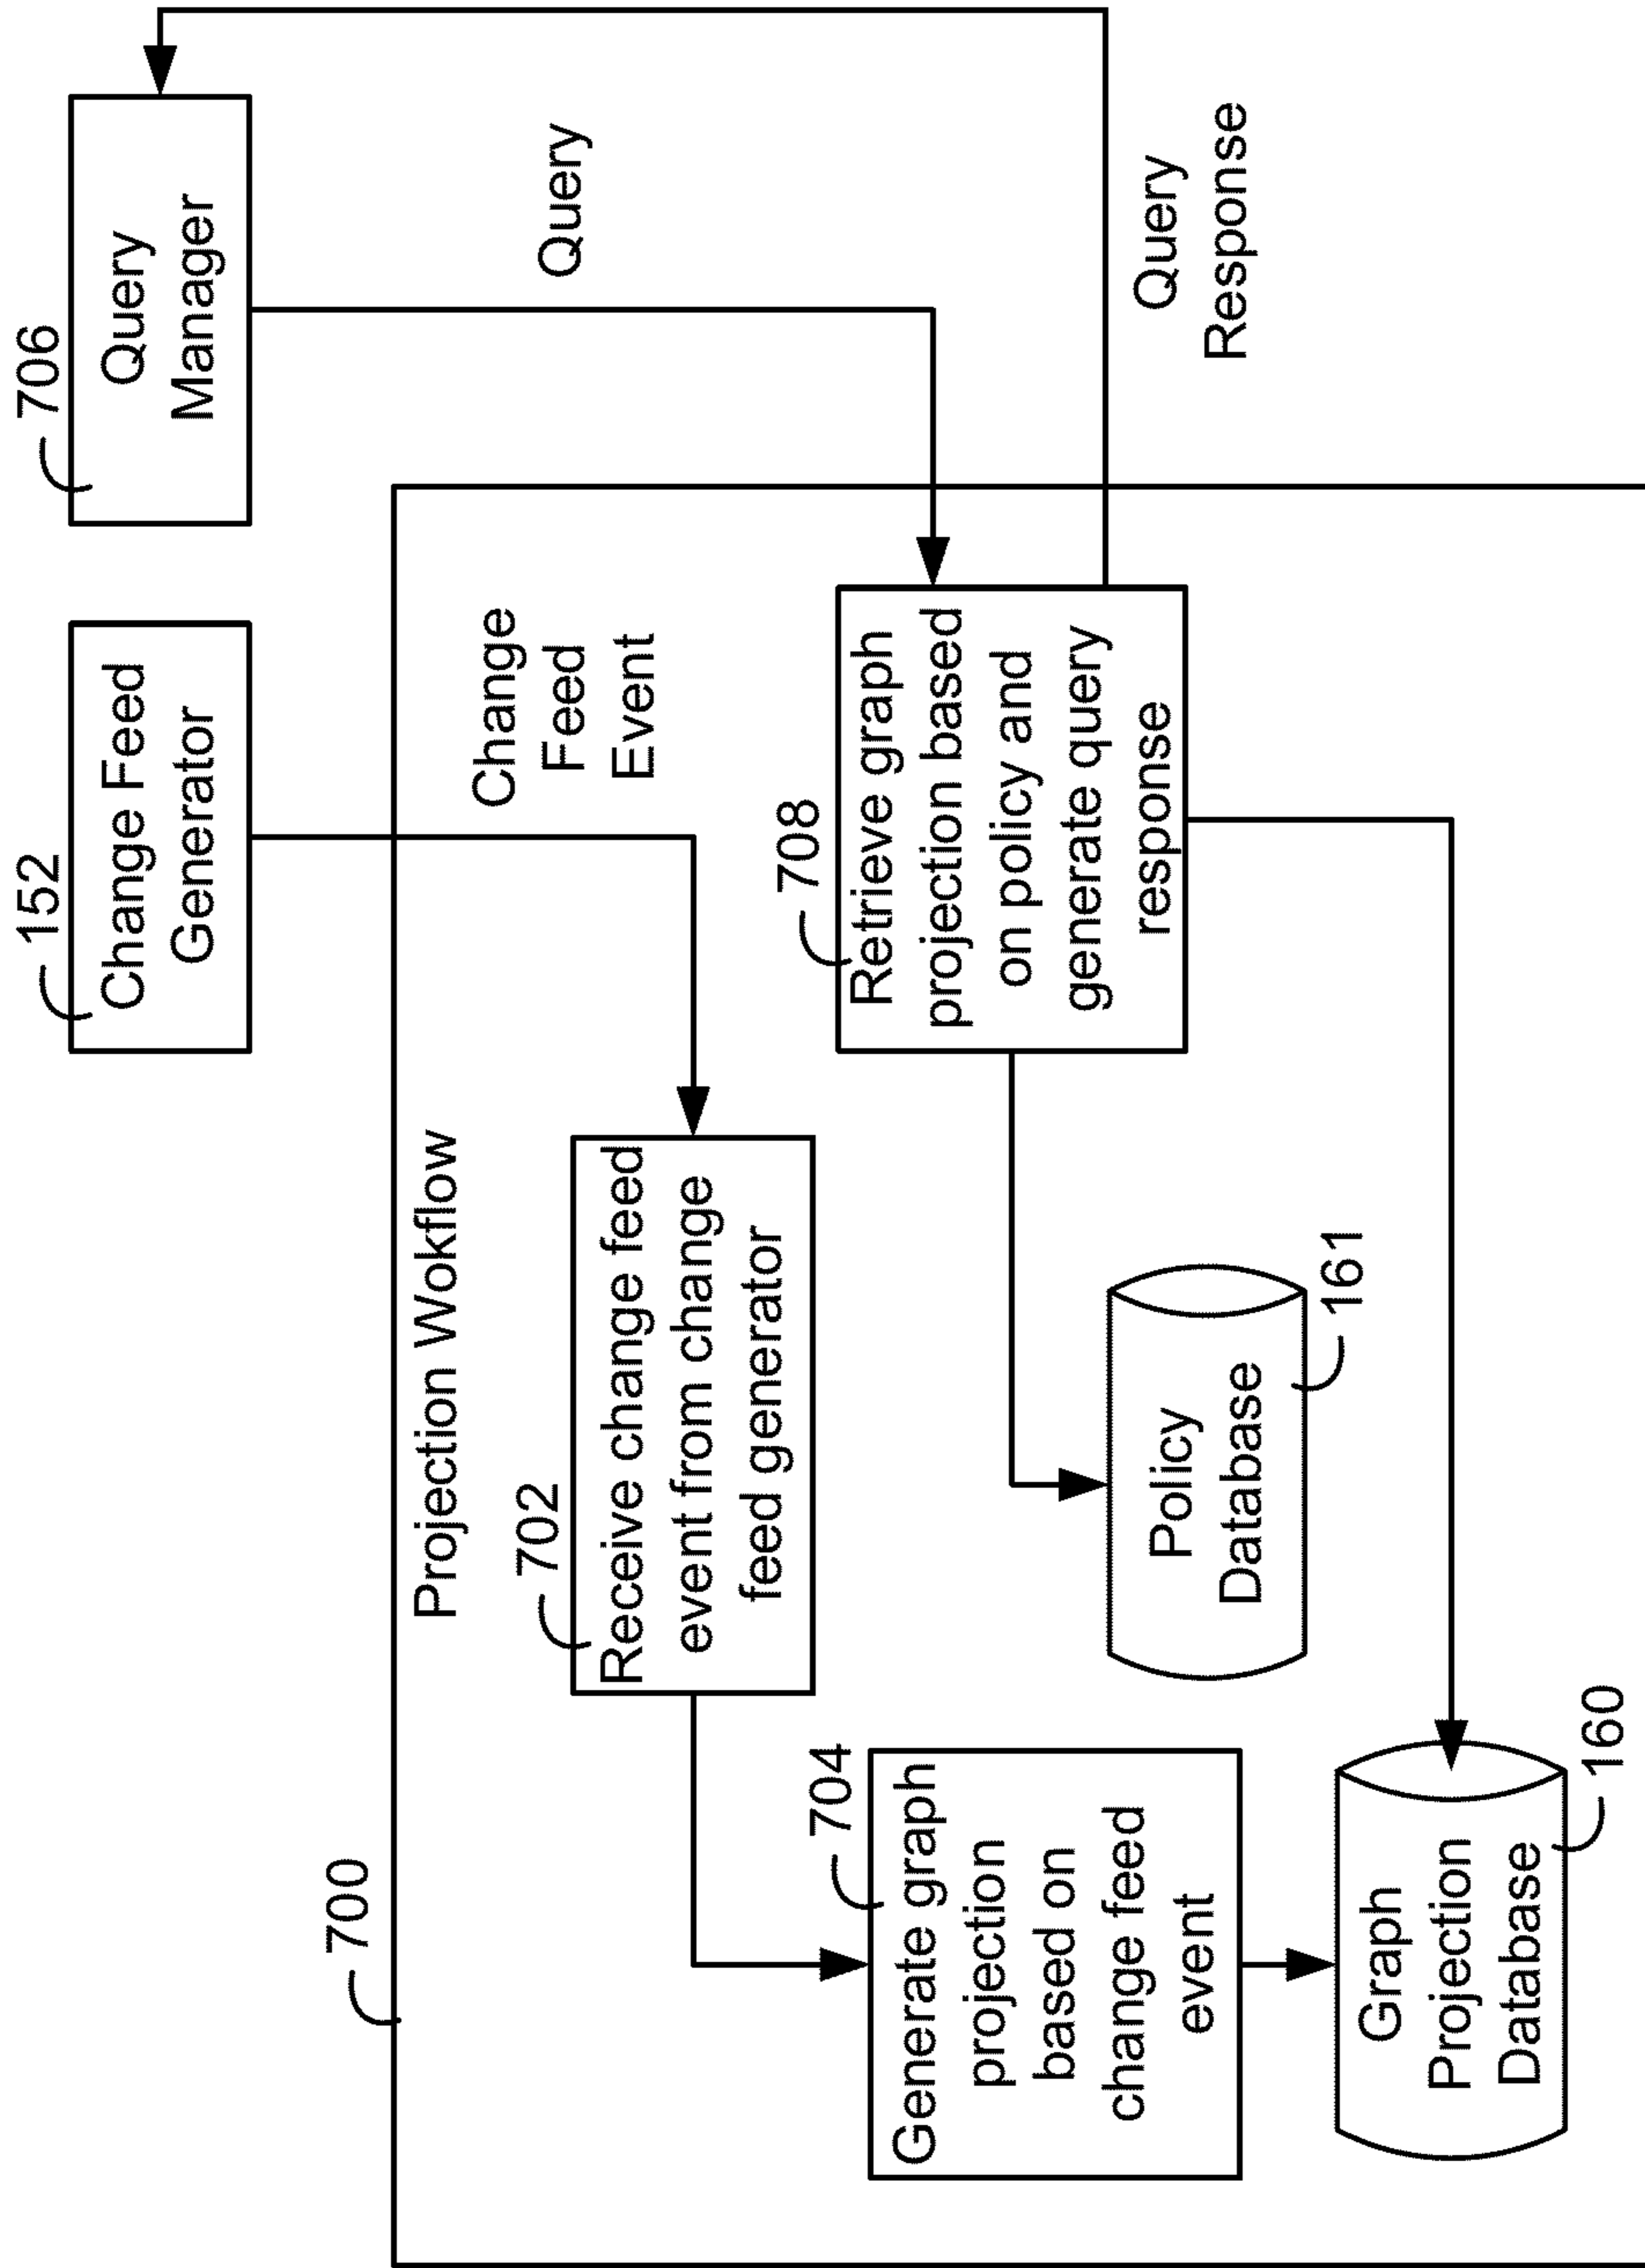 152
Change Feed
Generator
706
Query
Manager
700
Projection Wokflow
Change
Feed
Event
Query
702
Receive change feed
event from change
feed generator
704
Generate graph
projection
based on
change feed
event
708
Retrieve graph
projection based
on policy and
generate query
response
Query
Response
Policy
Database
161
Graph
Projection
Database
160